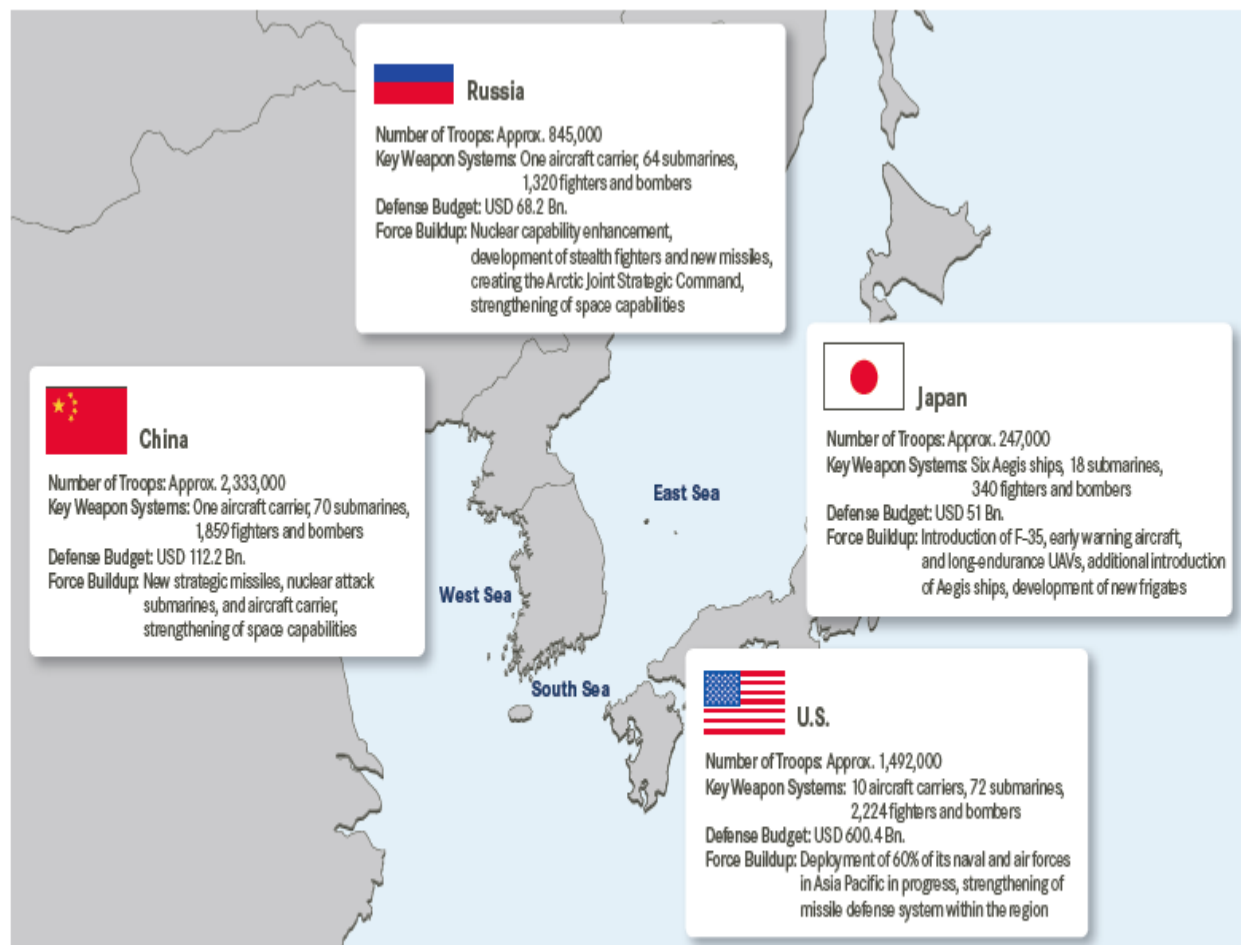 Russia
Number of Troops: Approx. 845,000
Key Weapon Systems: One aircraft carrier, 64 submarines,
1,320 fighters and bombers
Defense Budget: USD 68.2 Bn.
Force Buildup: Nuclear capability enhancement,
development of stealth fighters and new missiles,
creating the Arctic Joint Strategic Command,
strengthening of space capabilities
China
Number of Troops: Approx. 2,333,000
Key Weapon Systems: One aircraft carrier, 70 submarines,
1,859 fighters and bombers
Defense Budget: USD 112.2 Bn.
Force Buildup: New strategic missiles, nuclear attack
submarines, and aircraft carrier,
strengthening of space capabilities
Japan
Number of Troops: Approx. 247,000
Key Weapon Systems: Six Aegis ships, 18 submarines,
340 fighters and bombers
Defense Budget: USD 51 Bn.
Force Buildup: Introduction of F-35, early warning aircraft,
and long-endurance UAVs, additional introduction
of Aegis ships, development of new frigates
East Sea
West Sea
South Sea
U.S.
Number of Troops: Approx. 1,492,000
Key Weapon Systems: 10 aircraft carriers, 72 submarines,
2,224 fighters and bombers
Defense Budget: USD 600.4 Bn.
Force Buildup: Deployment of 60% of its naval and air forces
in Asia Pacific in progress, strengthening of
missile defense system within the region